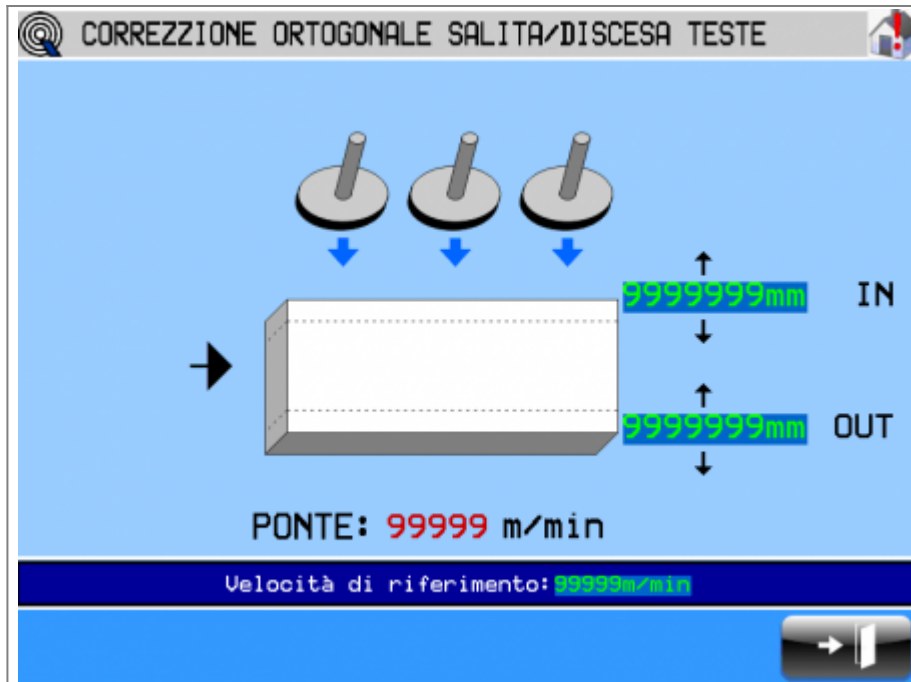 CORREZZIONE ORTOGONALE SALITA/DISCESA TESTE
9999999mm IN
9999999mm OUT
PONTE: 99999 m/min
Velocità di riferimento: 99999m/min